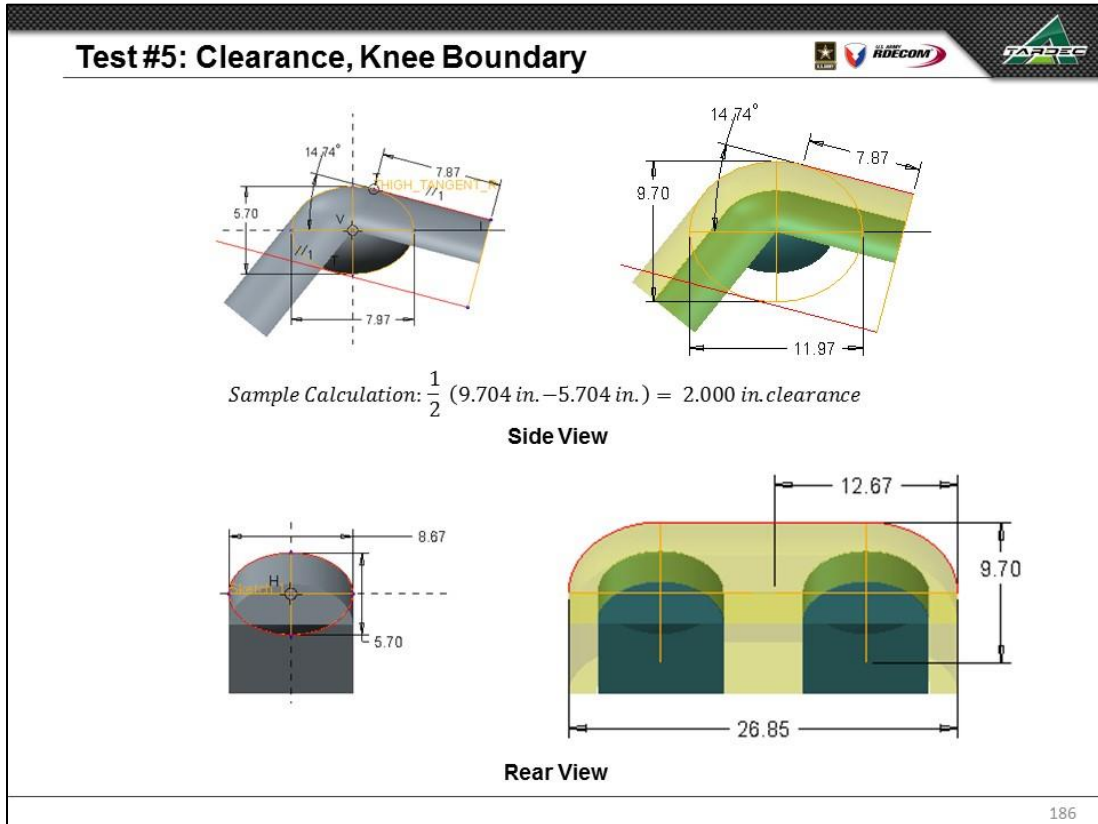 Test #5: Clearance, Knee Boundary
U.S. ARMY
U.S. ARMY
RDECOM
TARDEC
14.74°
7.87
THIGH_TANGENT_R
//1
5.70
V
//1
T
7.97
14.74°
7.87
9.70
11.97
Sample Calculation: 1/2 (9.704 in. −5.704 in.) = 2.000 in. clearance
Side View
8.67
H
5.70
12.67
9.70
26.85
Rear View
186